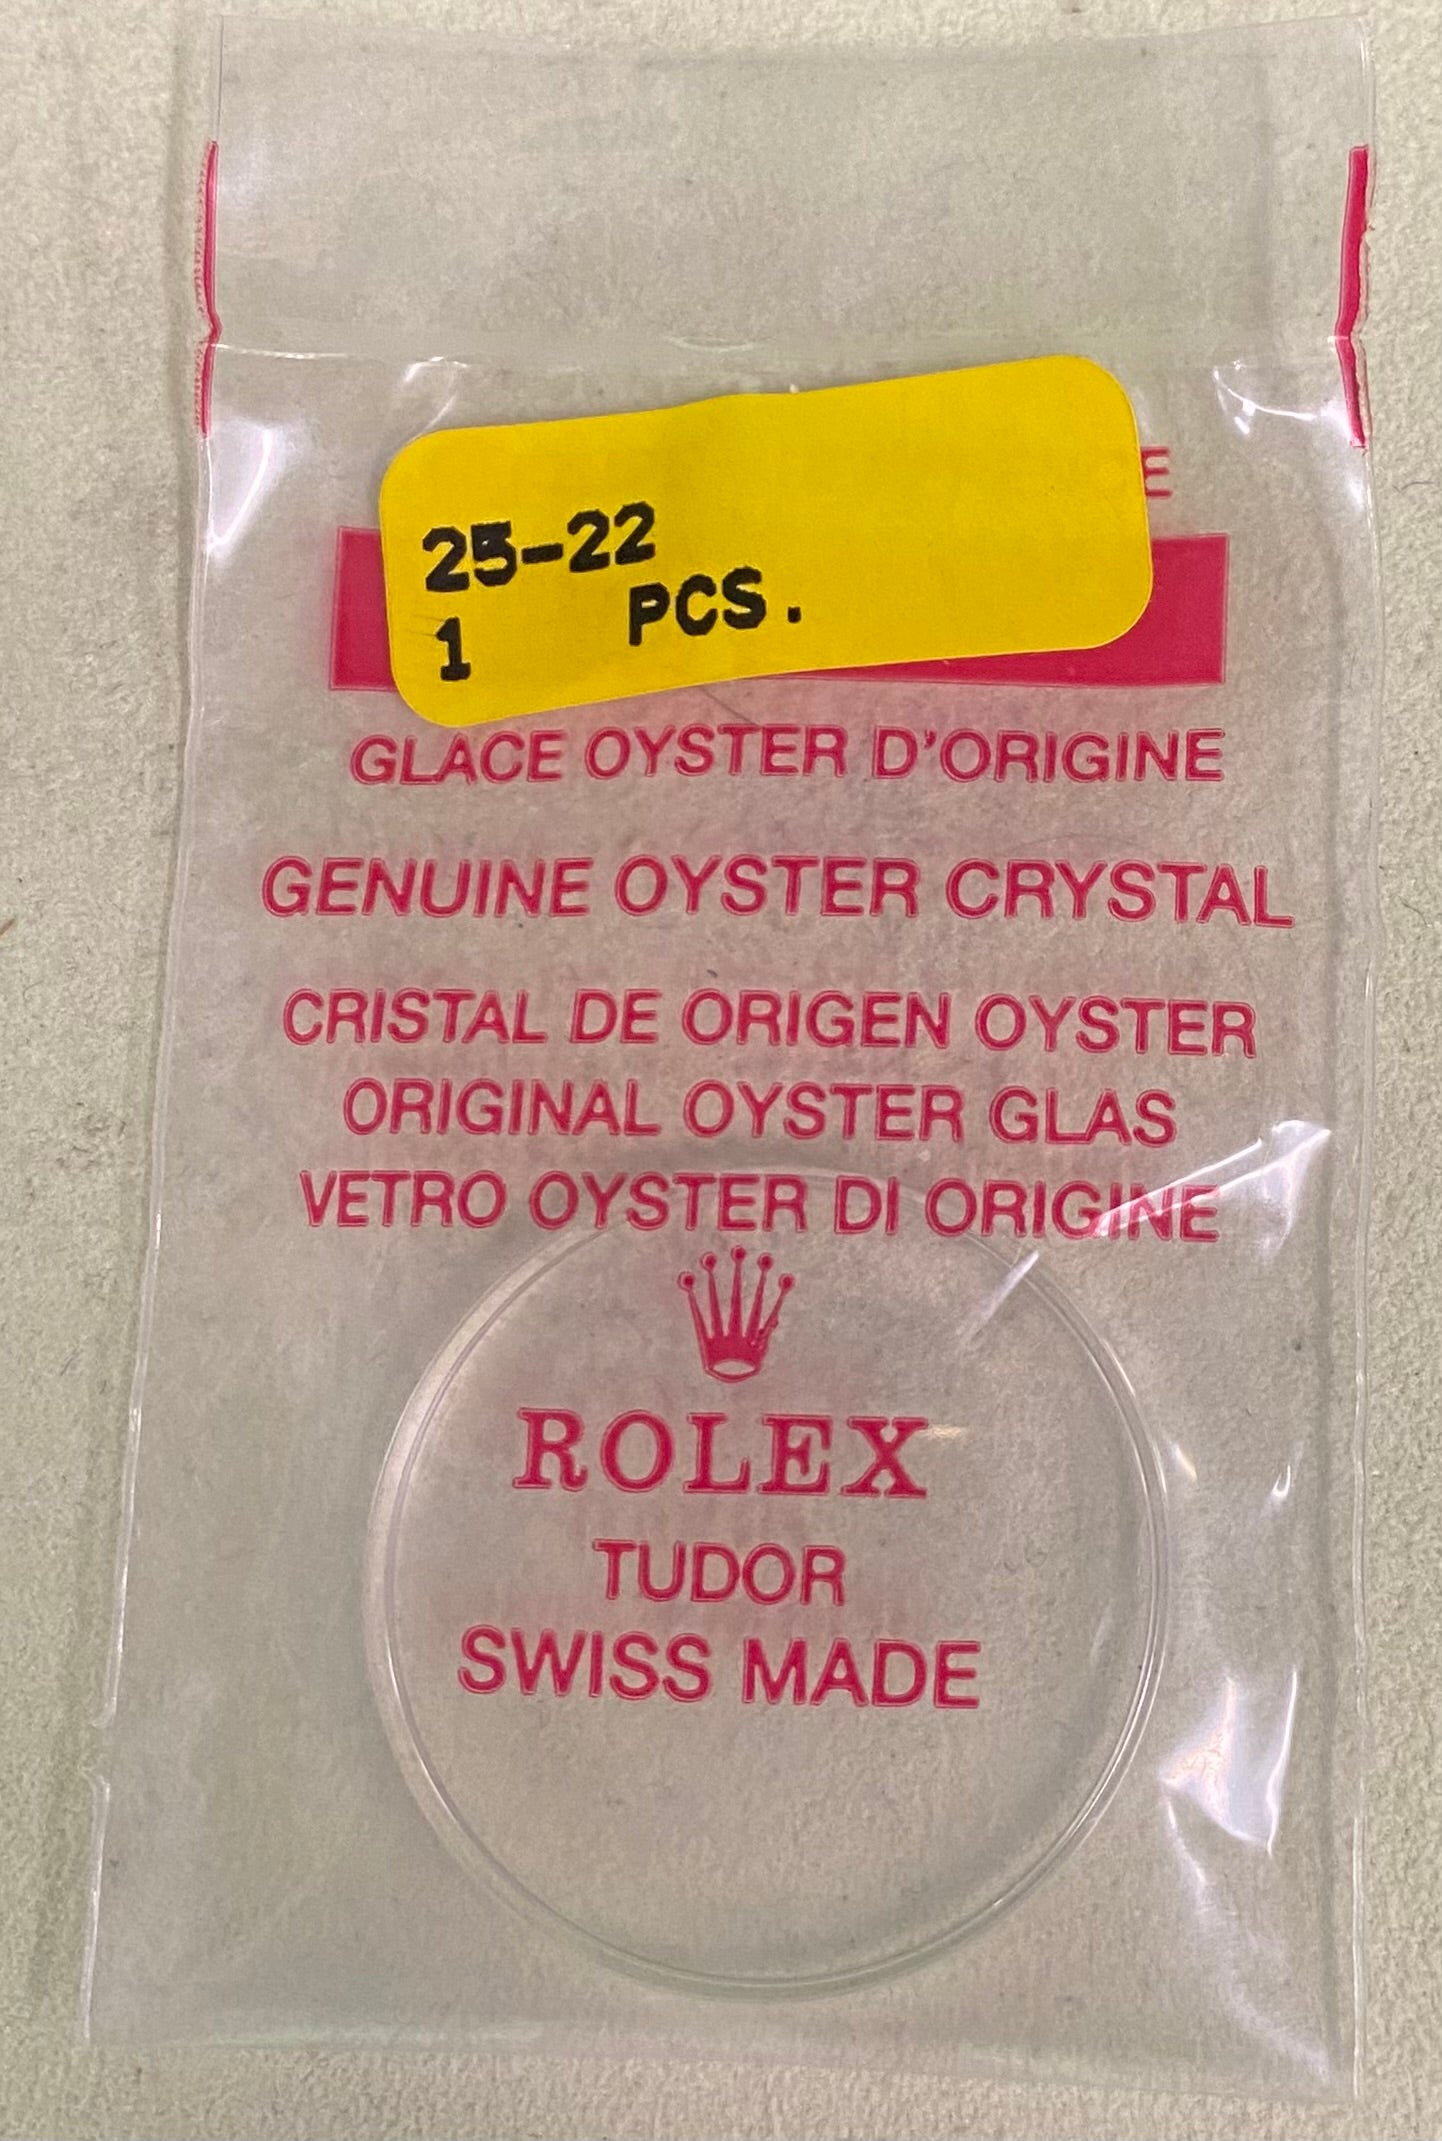 E
25-22
1 PCS.
GLACE OYSTER D'ORIGINE
GENUINE OYSTER CRYSTAL
CRISTAL DE ORIGEN OYSTER
ORIGINAL OYSTER GLAS
VETRO OYSTER DI ORIGINE
ROLEX
TUDOR
SWISS MADE